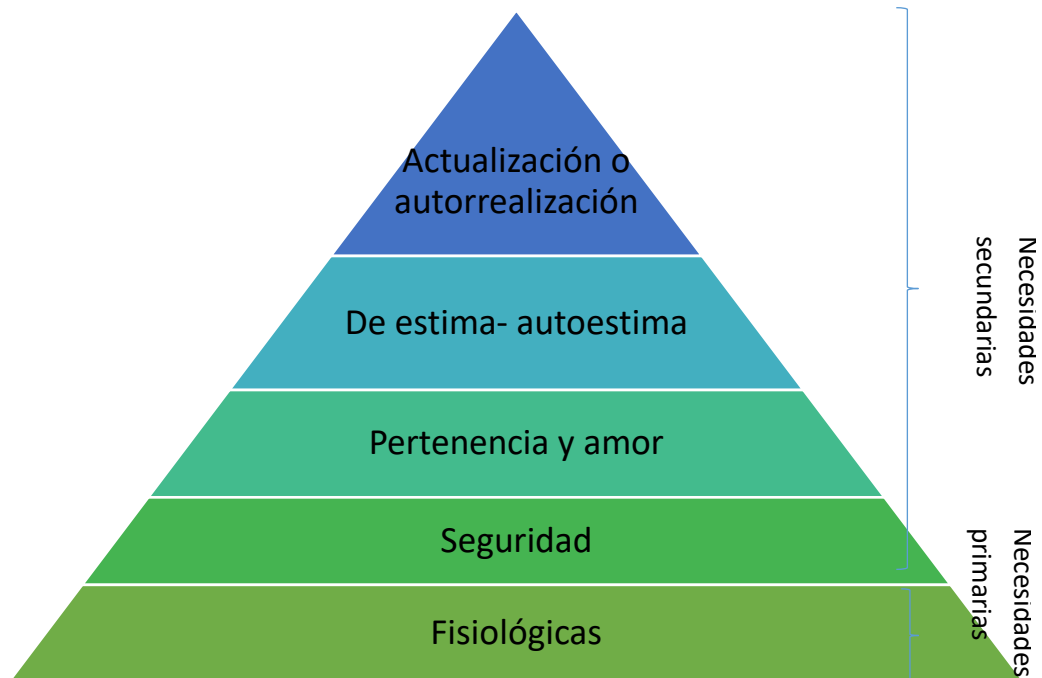 Actualización o
autorrealización
De estima- autoestima
Pertenencia y amor
Seguridad
Fisiológicas
Necesidades
secundarias
Necesidades
primarias